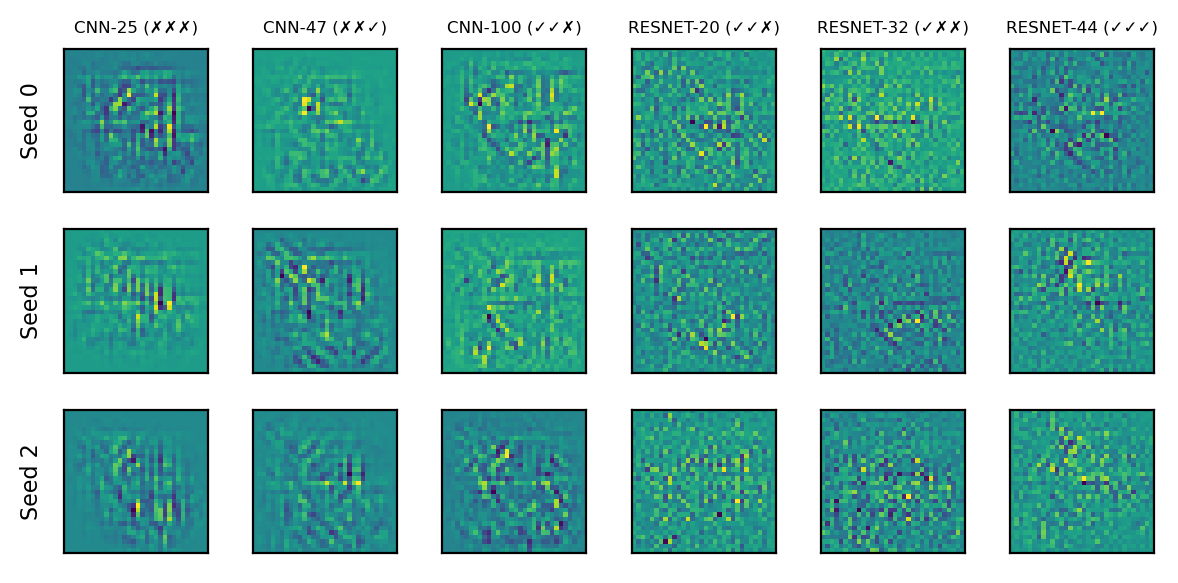 CNN-25 (✗✗✗) CNN-47 (✗✗✓) CNN-100 (✓✓✗) RESNET-20 (✓✓✗) RESNET-32 (✓✗✗) RESNET-44 (✓✓✓)
Seed 0
Seed 1
Seed 2